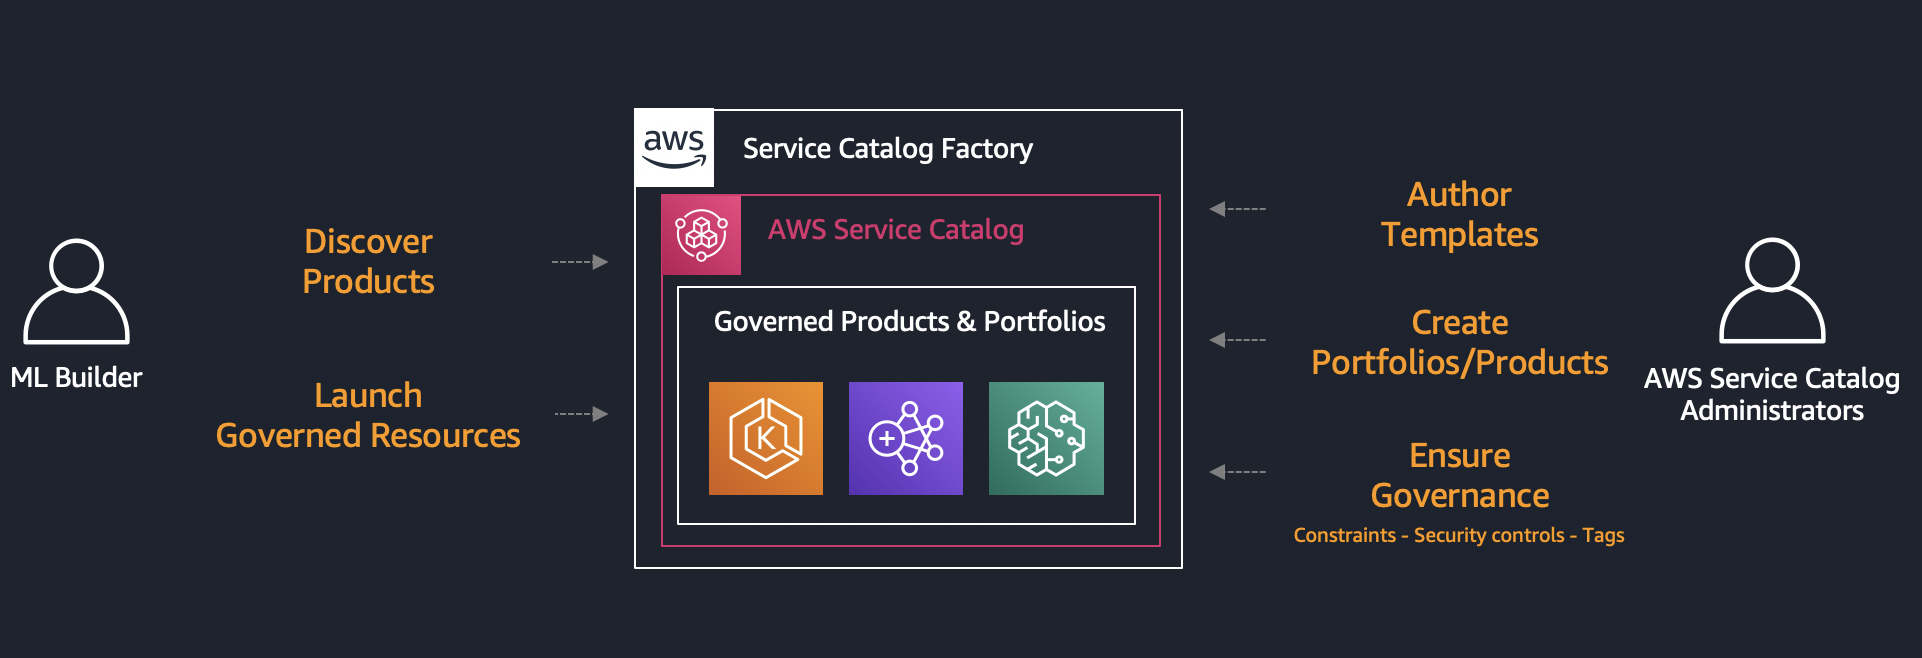 aws
Service Catalog Factory
AWS Service Catalog
Governed Products & Portfolios
K
Discover
Products
Launch
Governed Resources
ML Builder
Author
Templates
Create
Portfolios/Products
Ensure
Governance
Constraints - Security controls - Tags
AWS Service Catalog
Administrators